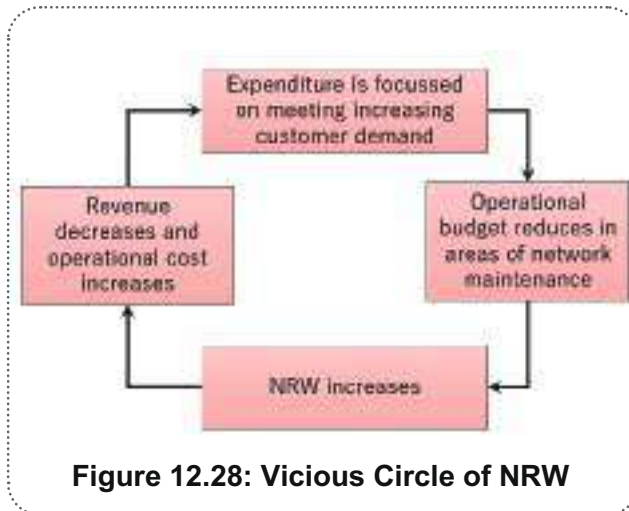 Expenditure is focussed
on meeting increasing
customer demand
Operational
budget reduces in
areas of network
maintenance
NRW increases
Revenue
decreases and
operational cost
increases
Figure 12.28: Vicious Circle of NRW